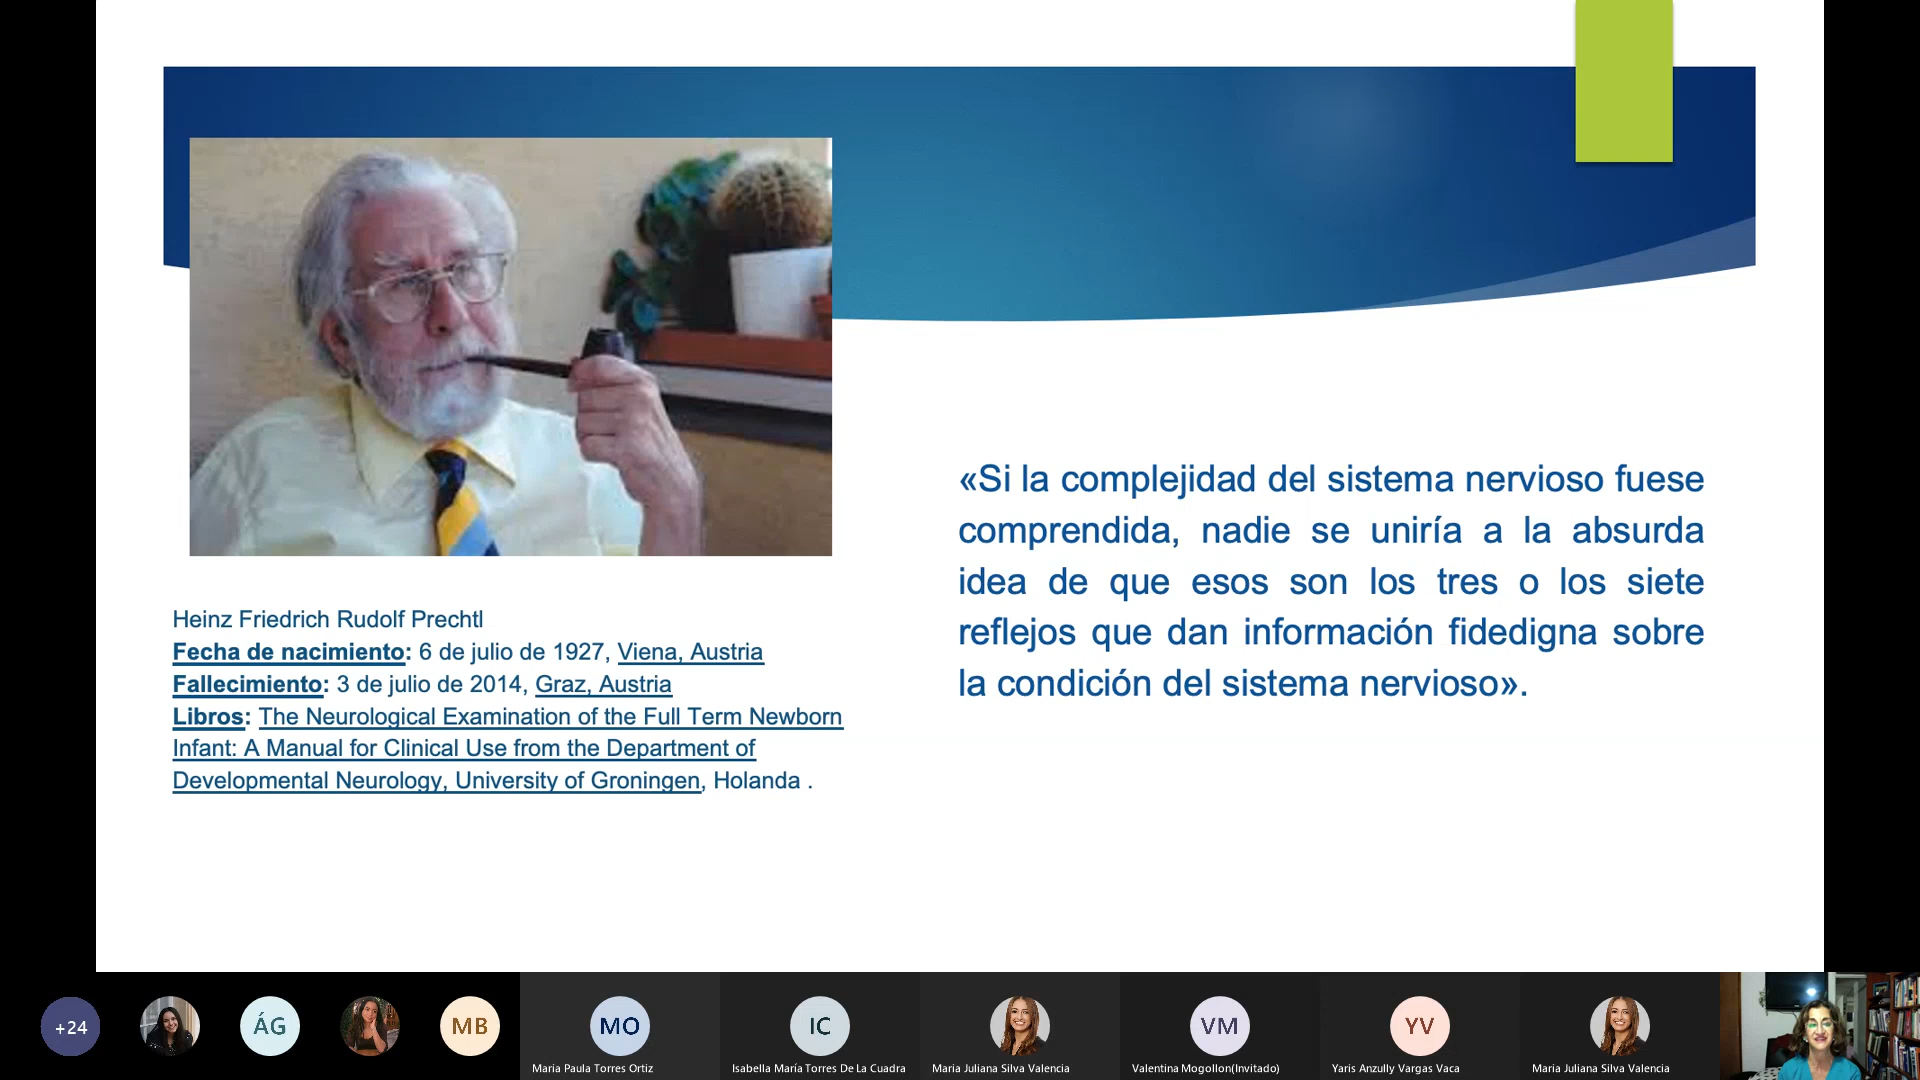 «Si la complejidad del sistema nervioso fuese
comprendida, nadie se uniría a la absurda
idea de que esos son los tres o los siete
reflejos que dan información fidedigna sobre
la condición del sistema nervioso».
Heinz Friedrich Rudolf Prechtl
Fecha de nacimiento: 6 de julio de 1927, Viena, Austria
Fallecimiento: 3 de julio de 2014, Graz, Austria
Libros: The Neurological Examination of the Full Term Newborn
Infant: A Manual for Clinical Use from the Department of
Developmental Neurology, University of Groningen, Holanda .
+24
ÁG
MB
MO
Maria Paula Torres Ortiz
IC
Isabella María Torres De La Cuadra
Maria Juliana Silva Valencia
VM
Valentina Mogollon(Invitado)
YV
Yaris Anzully Vargas Vaca
Maria Juliana Silva Valencia